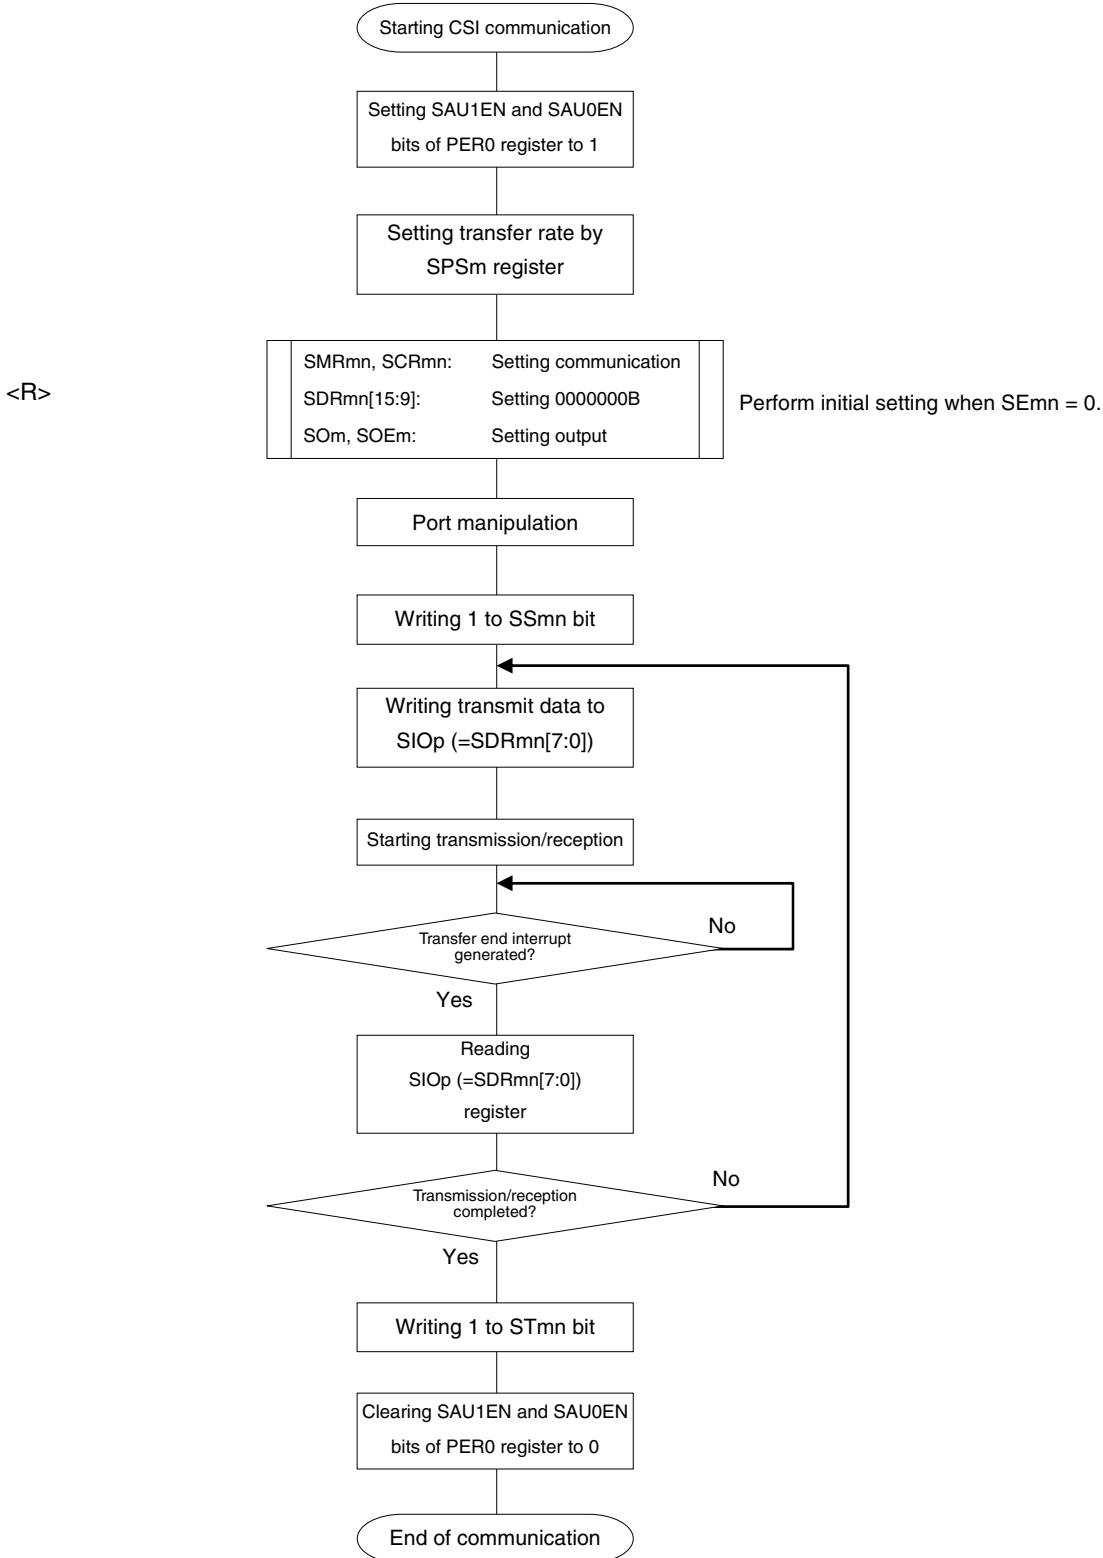 Starting CSI communication
Setting SAU1EN and SAU0EN
bits of PER0 register to 1
Setting transfer rate by
SPSm register
<R>
SMRmn, SCRmn: Setting communication
SDRmn[15:9]: Setting 0000000B
SOm, SOEm: Setting output
Perform initial setting when SEmn = 0.
Port manipulation
Writing 1 to SSmn bit
Writing transmit data to
SIOp (=SDRmn[7:0])
Starting transmission/reception
Transfer end interrupt
generated?
No
Yes
Reading
SIOp (=SDRmn[7:0])
register
Transmission/reception
completed?
No
Yes
Writing 1 to STmn bit
Clearing SAU1EN and SAU0EN
bits of PER0 register to 0
End of communication